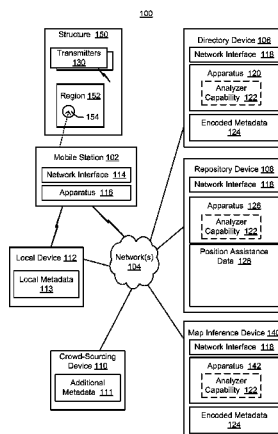 100
Structure 150
Transmitters
130
Region 152
154
Mobile Station 102
Network Interface 114
Apparatus 116
Local Device 112
Local Metadata
113
Network(s)
104
Crowd-Sourcing
Device 110
Additional
Metadata 111
Directory Device 106
Network Interface 118
Apparatus 120
Analyzer
Capability 122
Encoded Metadata
124
Repository Device 108
Network Interface 118
Apparatus 126
Analyzer
Capability 122
Position Assistance
Data 128
Map Inference Device 140
Network Interface 118
Apparatus 142
Analyzer
Capability 122
Encoded Metadata
124